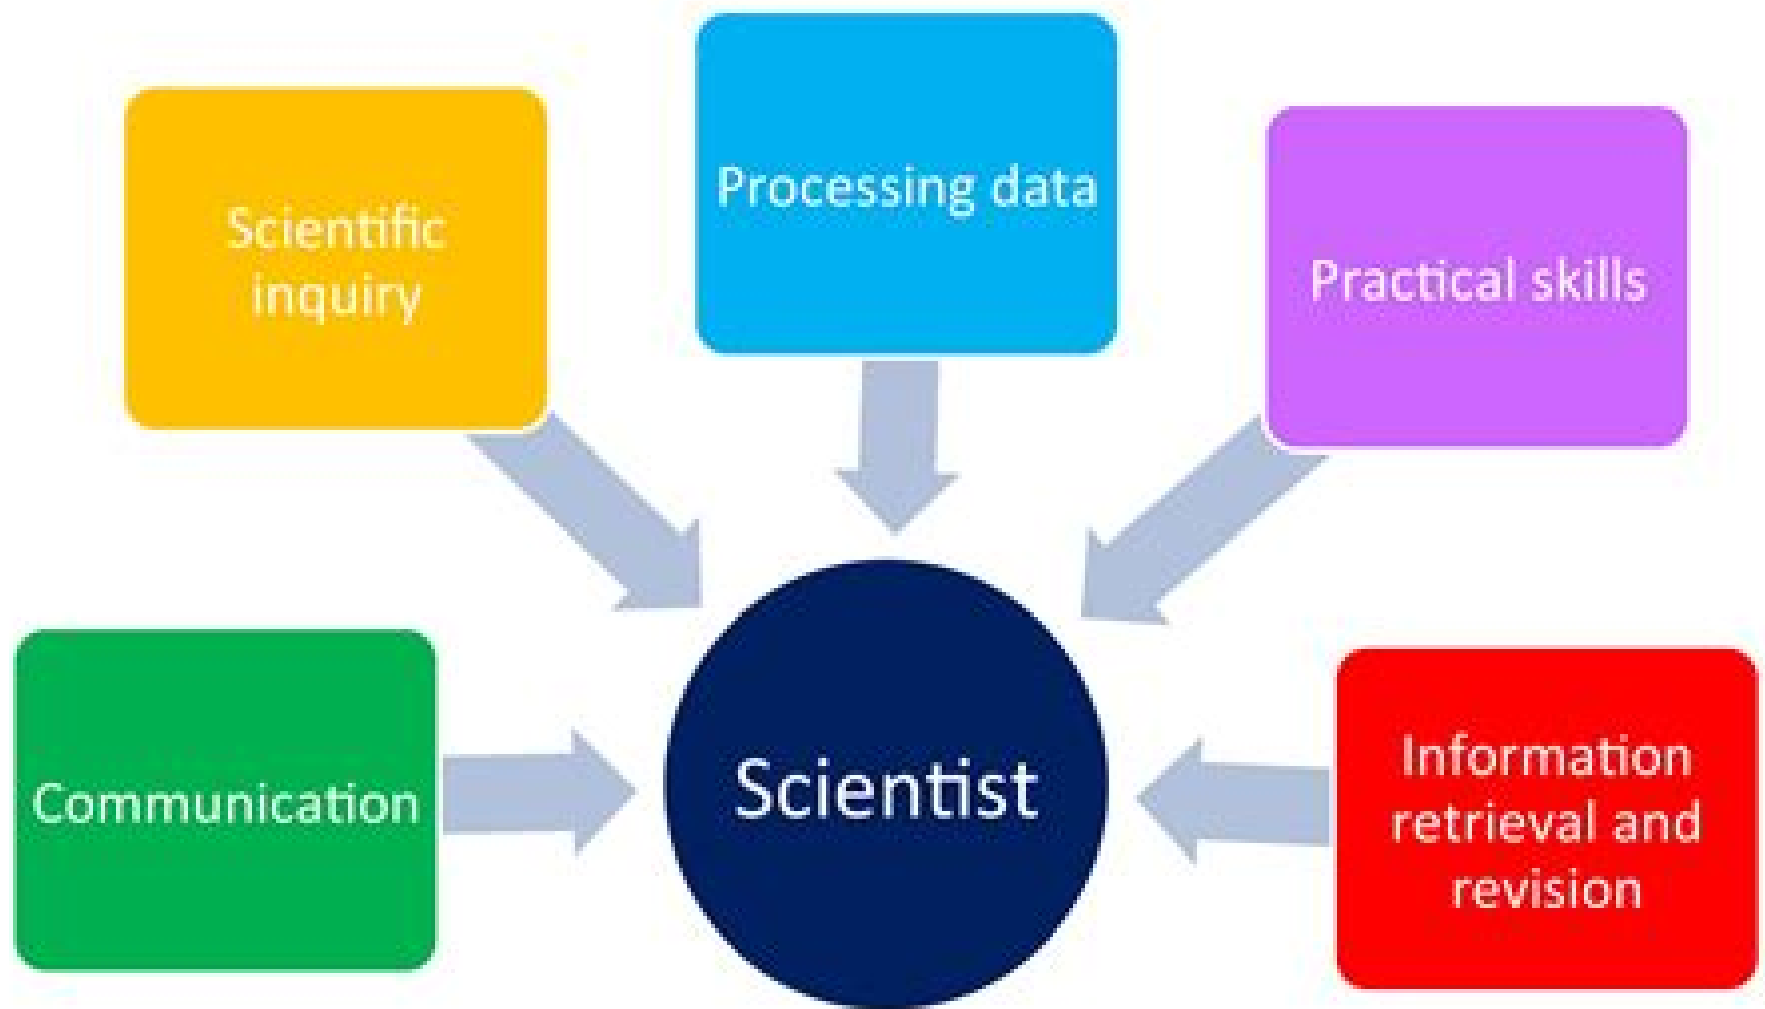 Processing data
Scientific
inquiry
Practical skills
Communication
Scientist
Information
retrieval and
revision